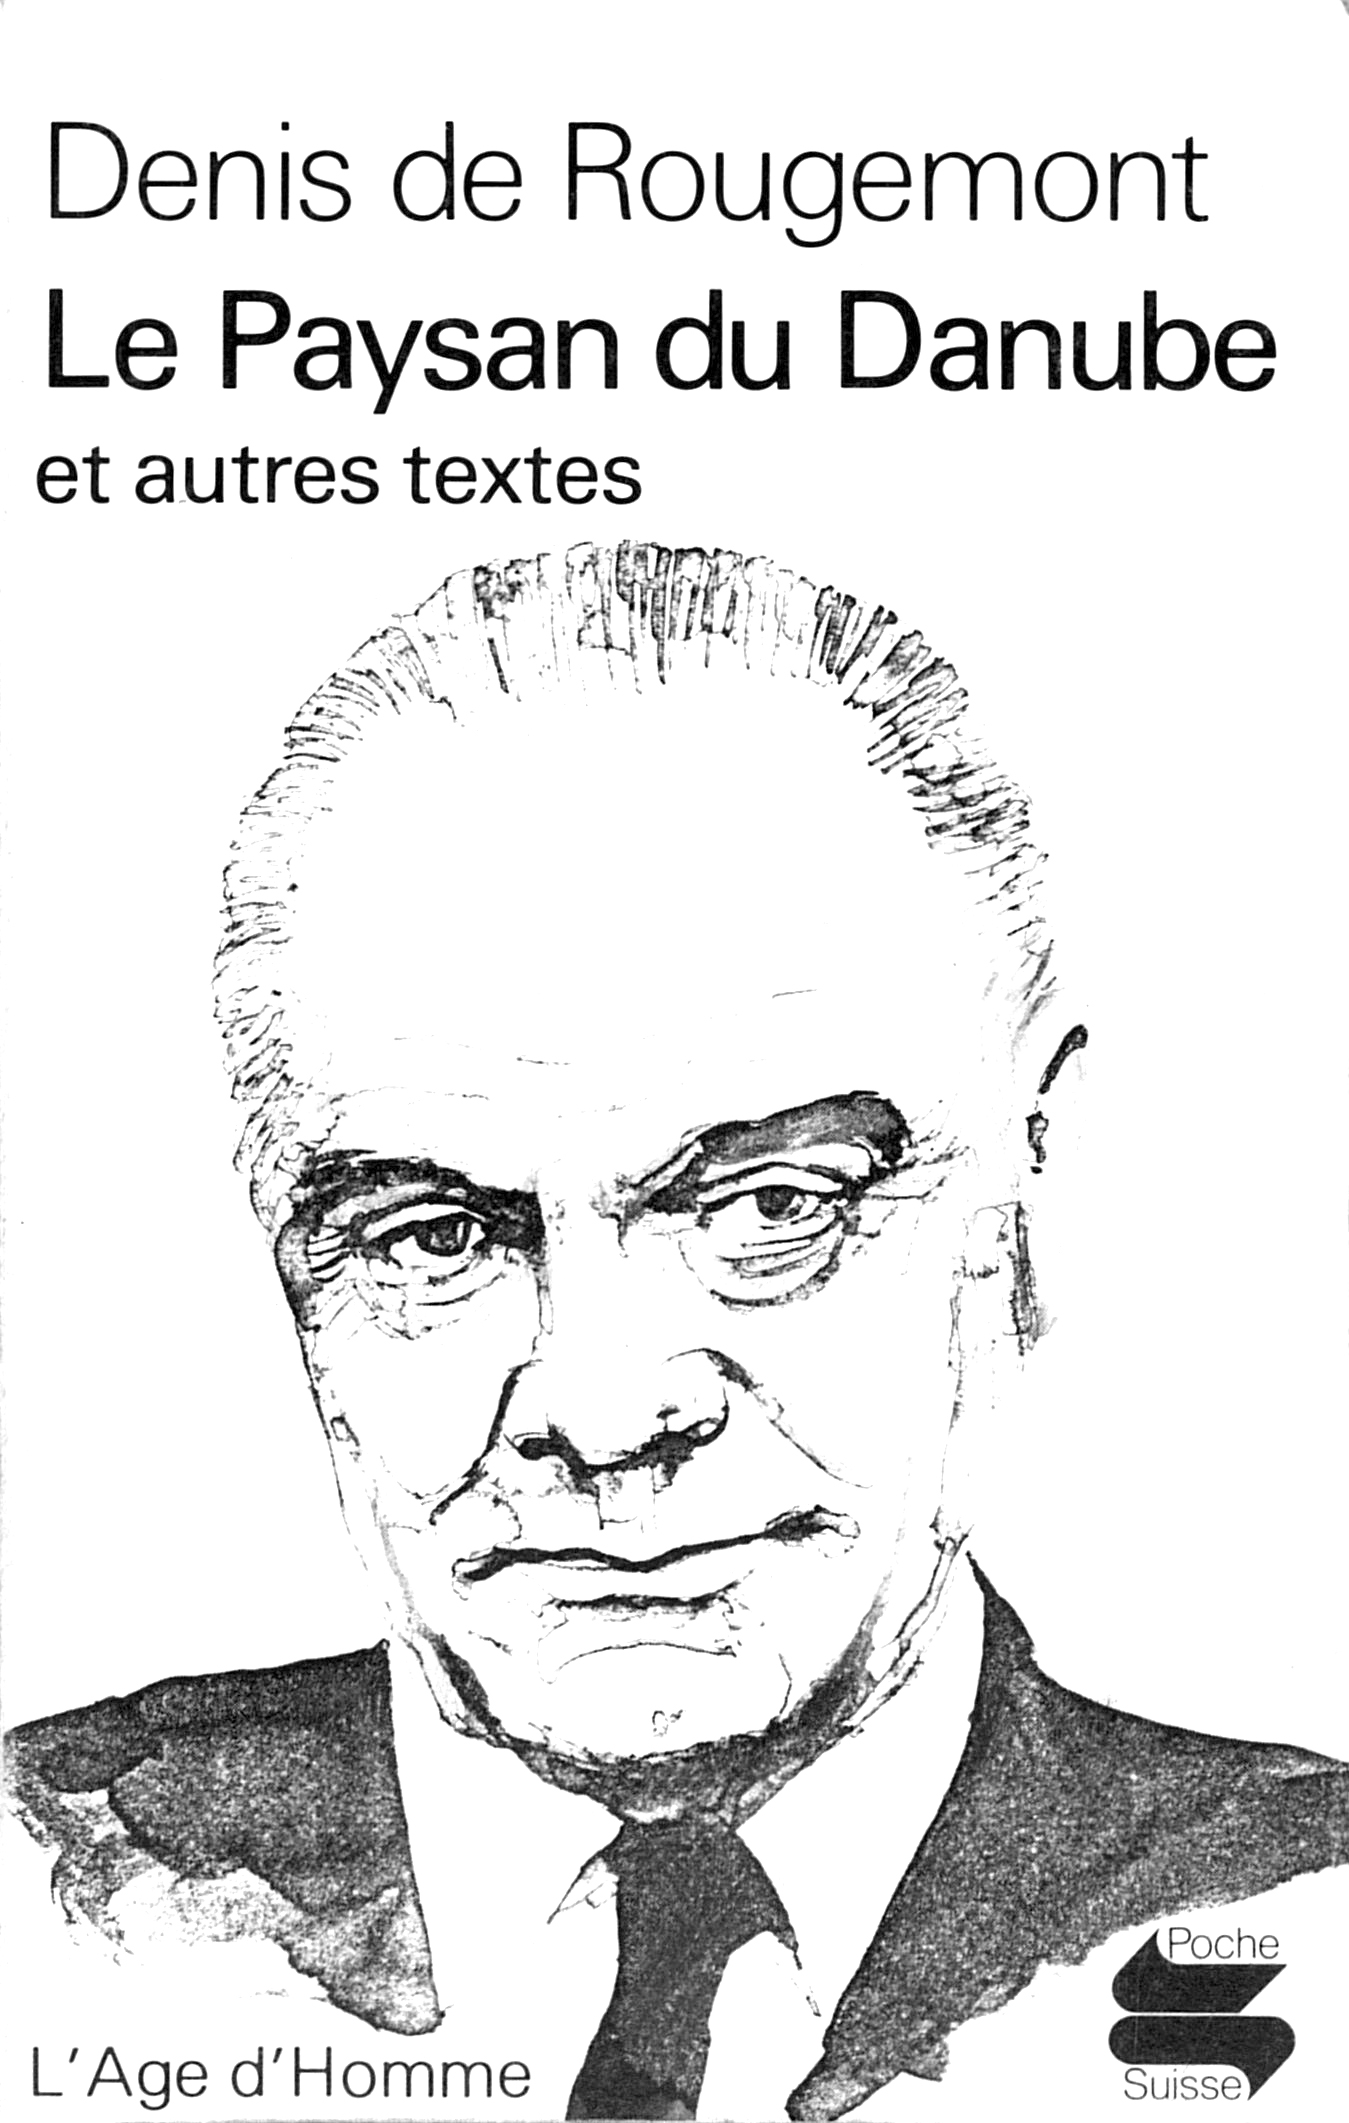 Denis de Rougemont
Le Paysan du Danube
et autres textes
Poche
Suisse
L'Age d'Homme